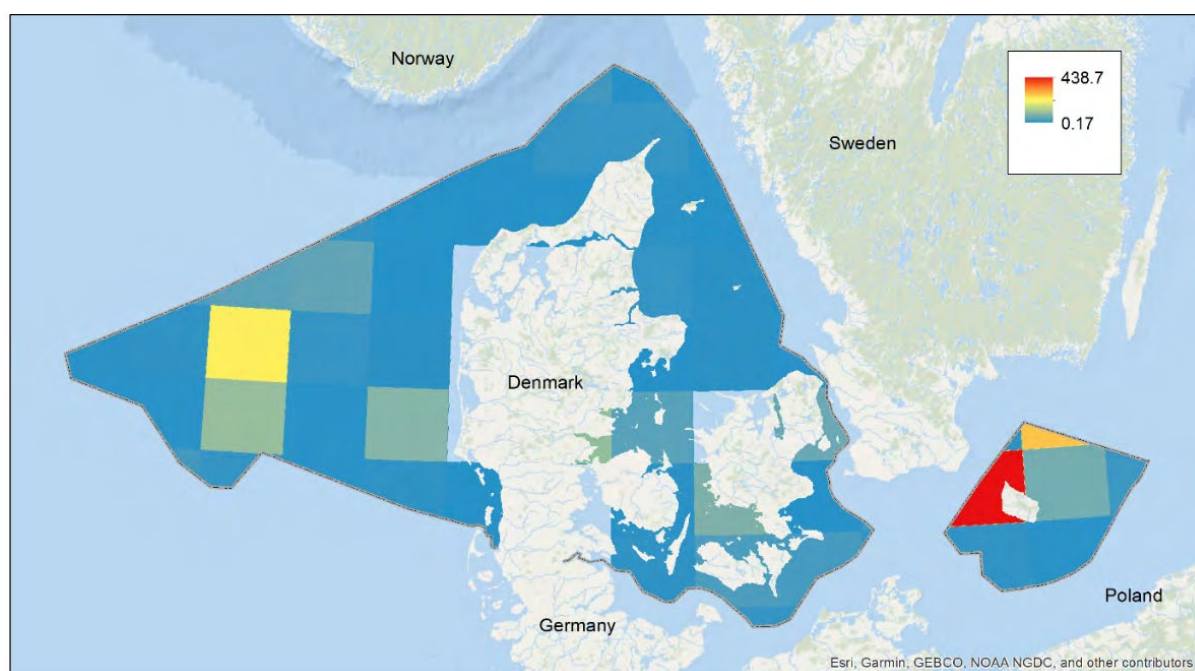 Norway
438.7
0.17
Sweden
Denmark
Poland
Germany
Esri, Garmin, GEBCO, NOAA NGDC, and other contributors